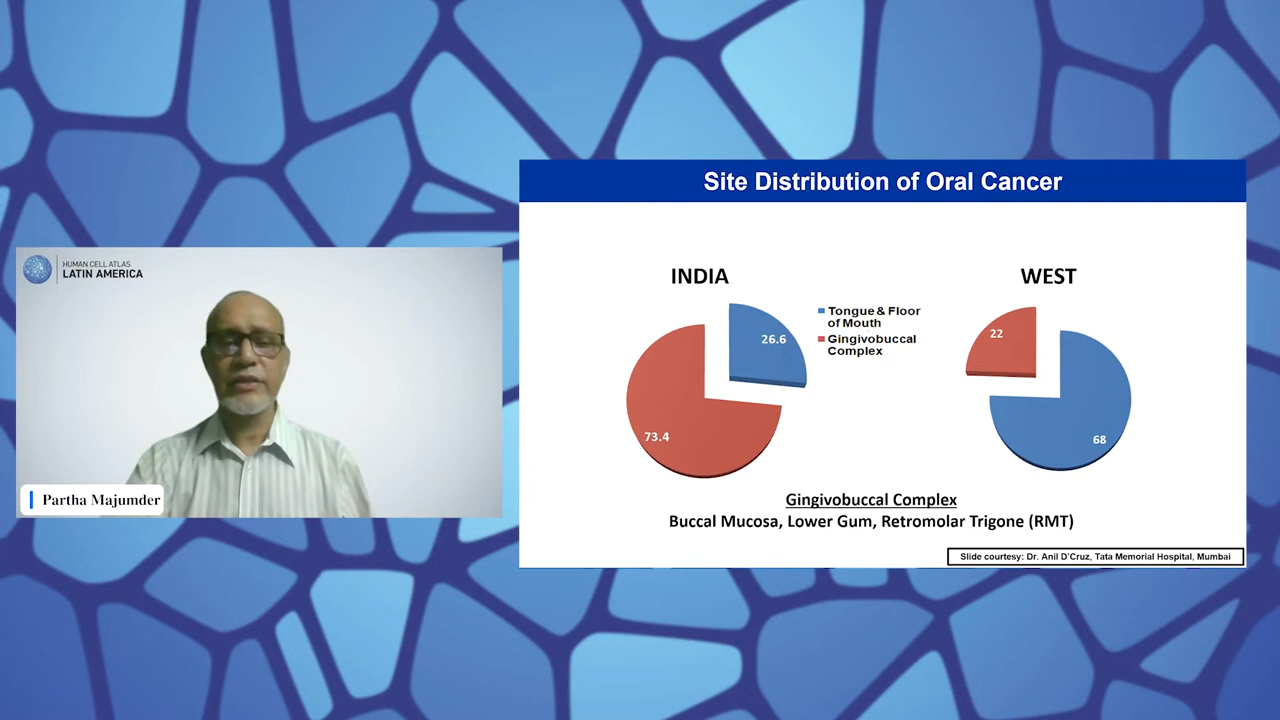 HUMAN CELL ATLAS
LATIN AMERICA
Partha Majumder
Site Distribution of Oral Cancer
INDIA
WEST
26.6
73.4
Tongue & Floor
of Mouth
Gingivobuccal
Complex
22
68
Gingivobuccal Complex
Buccal Mucosa, Lower Gum, Retromolar Trigone (RMT)
Slide courtesy: Dr. Anil D'Cruz, Tata Memorial Hospital, Mumbai